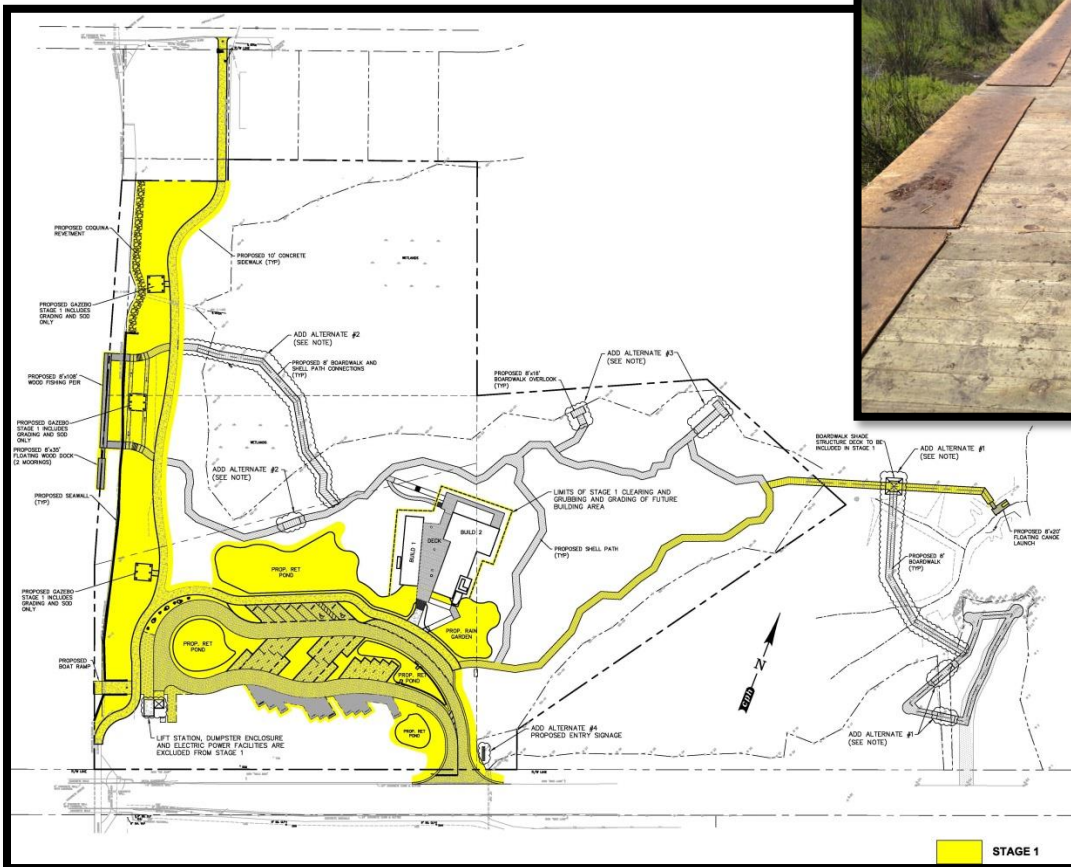 PROPOSED COQUINA
REVETMENT
PROPOSED 10' CONCRETE
SIDEWALK (TYP)
WETLANDS
PROPOSED GAZEBO
STAGE 1 INCLUDES
GRADING AND SOD
ONLY
ADD ALTERNATE #2
(SEE NOTE)
PROPOSED 8' BOARDWALK AND
SHELL PATH CONNECTIONS
(TYP)
ADD ALTERNATE #3
(SEE NOTE)
PROPOSED 8'x16'
BOARDWALK OVERLOOK
(TYP)
PROPOSED 8'x108'
WOOD FISHING PIER
PROPOSED GAZEBO
STAGE 1 INCLUDES
GRADING AND SOD
ONLY
PROPOSED 8'x35'
FLOATING WOOD DOCK
(2 MOORINGS)
WETLANDS
ADD ALTERNATE #2
(SEE NOTE)
BOARDWALK SHADE
STRUCTURE DECK TO BE
INCLUDED IN STAGE 1
ADD ALTERNATE #1
(SEE NOTE)
PROPOSED SEAWALL
(TYP)
LIMITS OF STAGE 1 CLEARING AND
GRUBBING AND GRADING OF FUTURE
BUILDING AREA
BUILD 1
DECK
BUILD 2
PROPOSED 8'x20'
FLOATING CANOE
LAUNCH
PROPOSED SHELL PATH
(TYP)
PROPOSED 8'
BOARDWALK
(TYP)
PROP. RET
POND
PROPOSED GAZEBO
STAGE 1 INCLUDES
GRADING AND SOD
ONLY
PROP. RAIN
GARDEN
PROP. RET
POND
PROPOSED
BOAT RAMP
PROP. RET
POND
N
cph
LIFT STATION, DUMPSTER ENCLOSURE
AND ELECTRIC POWER FACILITIES ARE
EXCLUDED FROM STAGE 1
PROP. RET
POND
ADD ALTERNATE #4
PROPOSED ENTRY SIGNAGE
ADD ALTERNATE #1
(SEE NOTE)
R/W LINE
R/W LINE
STAGE 1